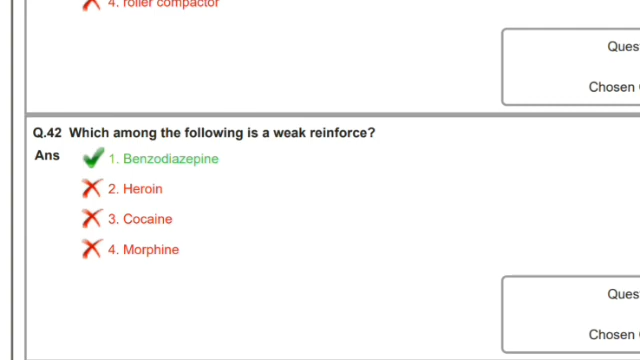 4. roller compactor
Ques
Chosen
Q.42 Which among the following is a weak reinforce?
Ans
1. Benzodiazepine
2. Heroin
3. Cocaine
4. Morphine
Ques
Chosen